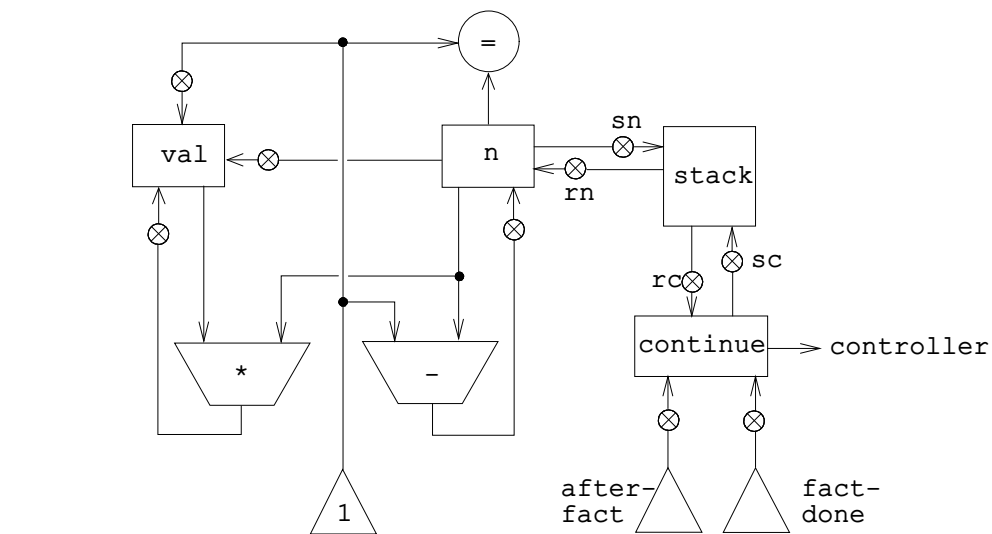 =
sn
val
n
stack
rn
rc
sc
continue
controller
*
-
after-
fact
fact-
done
1